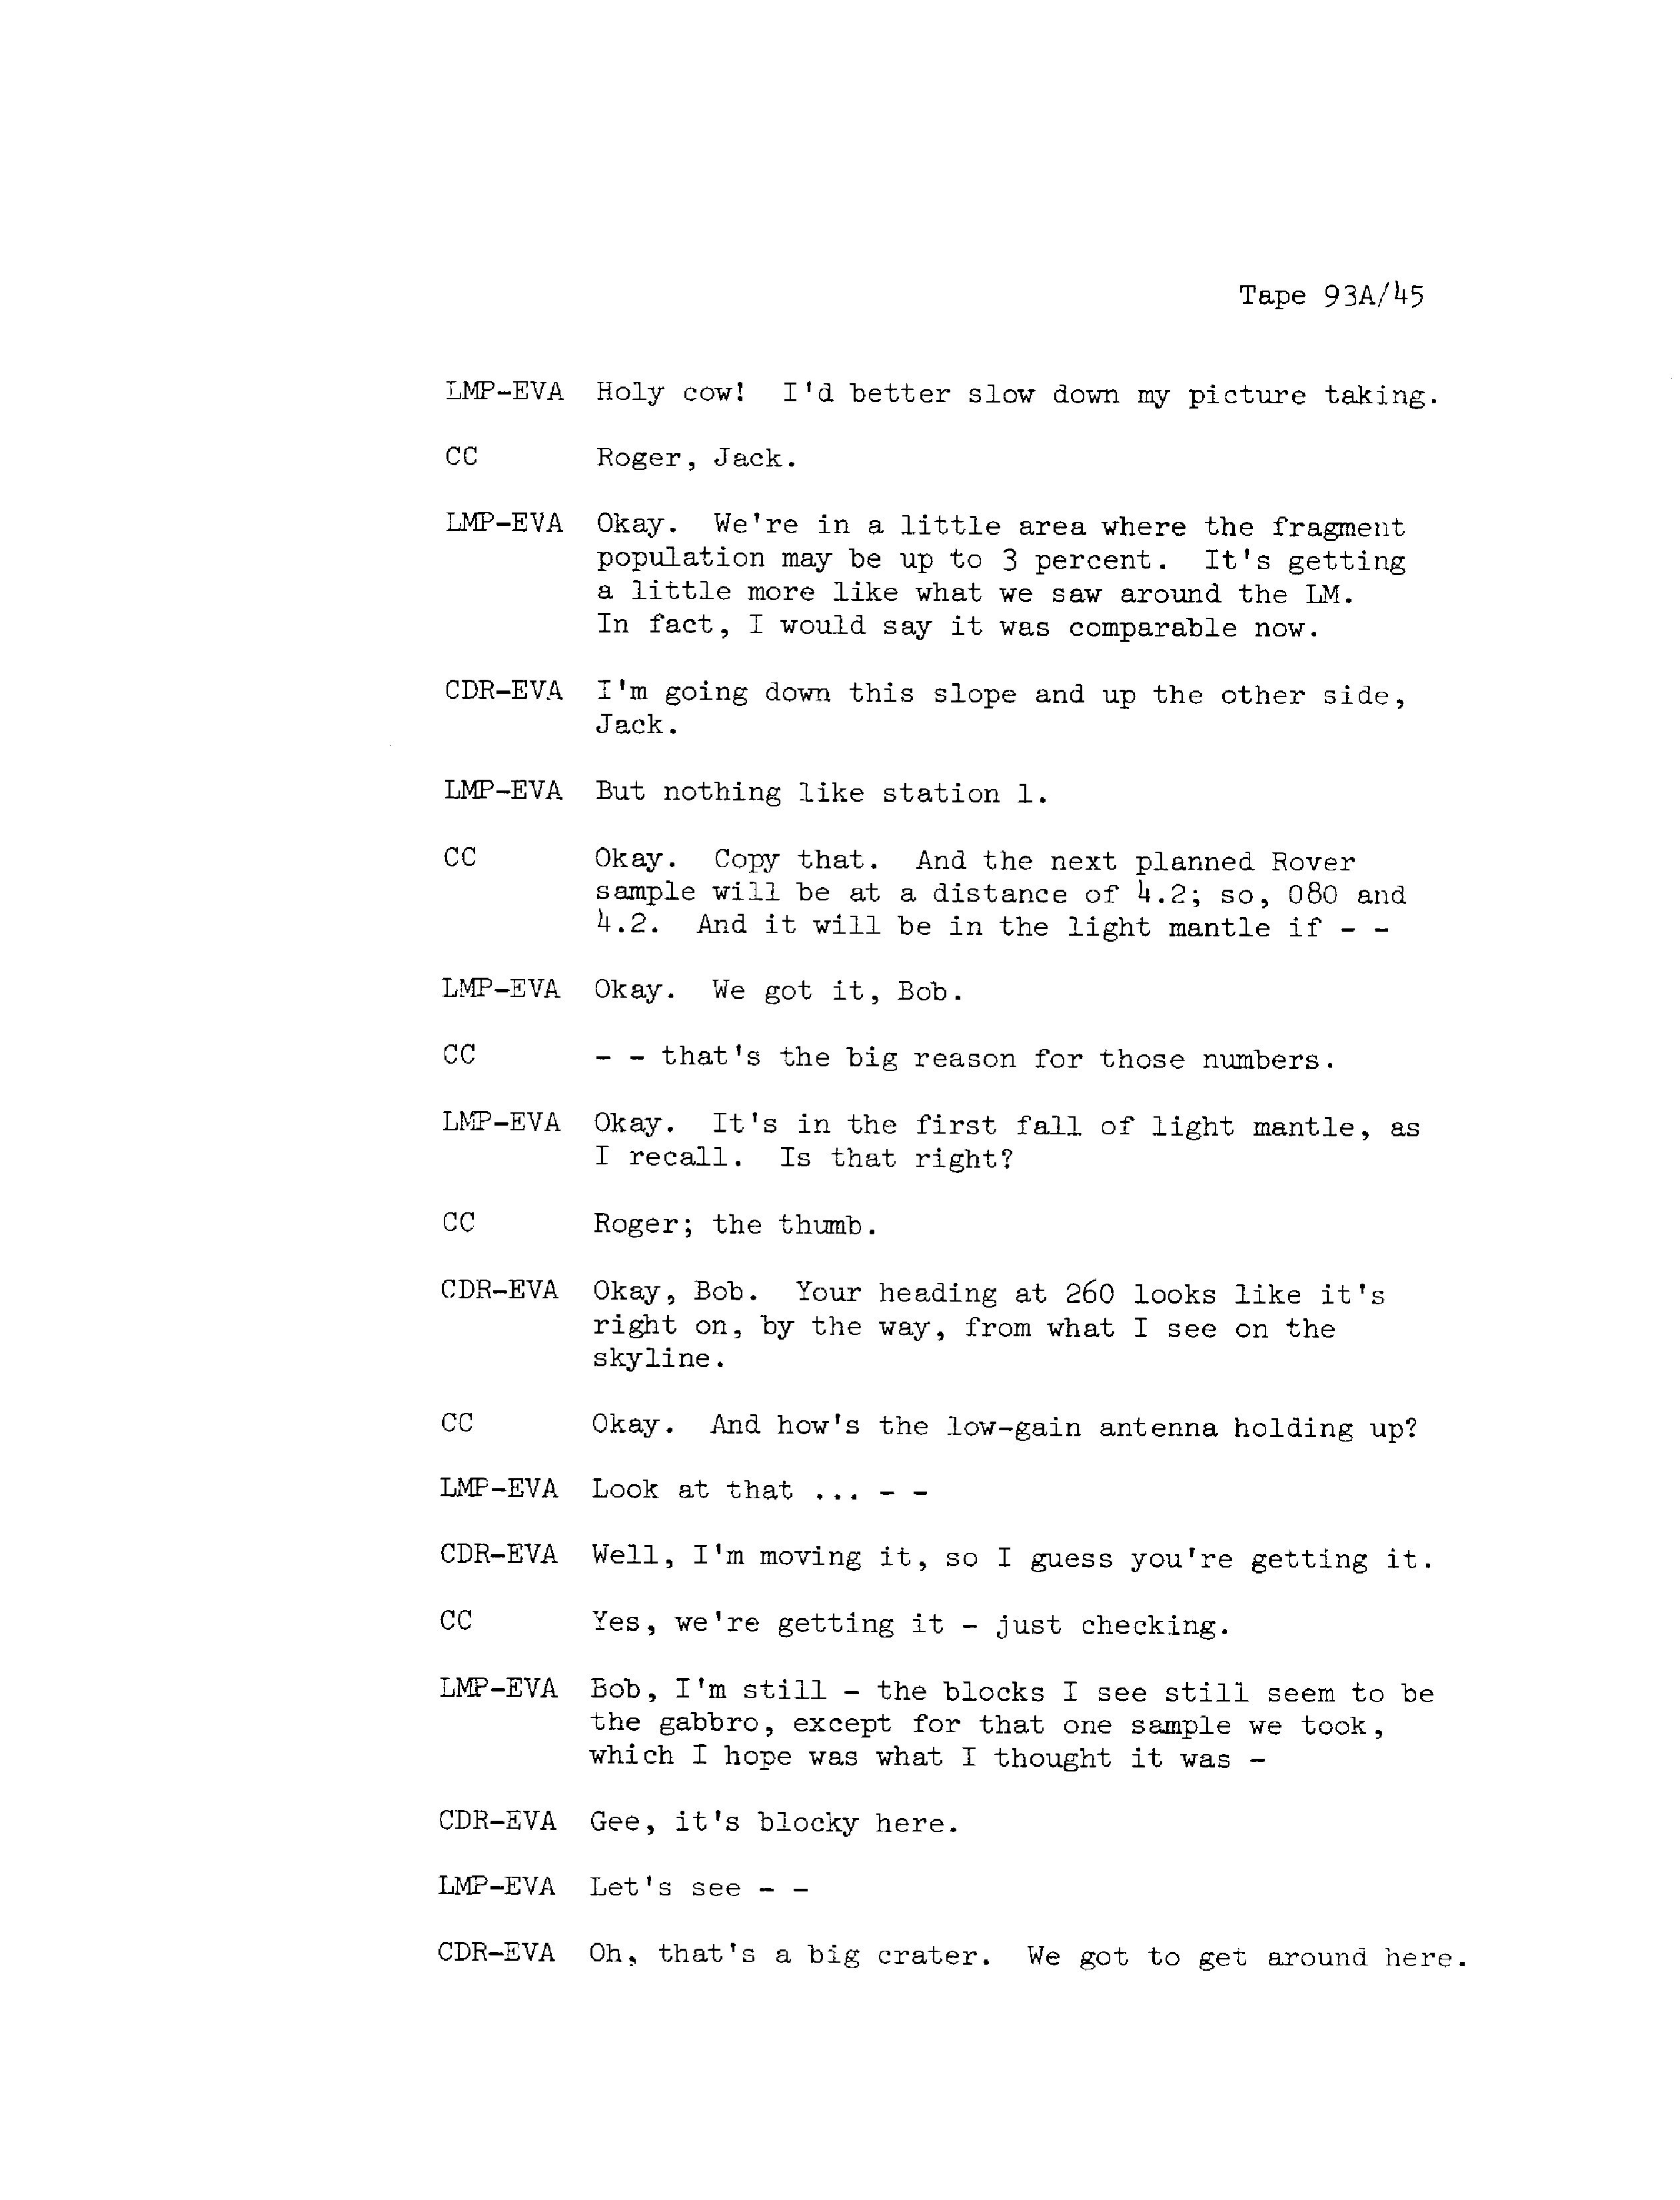 Tape 93A/45
LMP-EVA Holy cow! I'd better slow down my picture taking.
CC Roger, Jack.
LMP-EVA Okay. We're in a little area where the fragment
population may be up to 3 percent. It's getting
a little more like what we saw around the LM.
In fact, I would say it was comparable now.
CDR-EVA I'm going down this slope and up the other side,
Jack.
LMP-EVA But nothing like station 1.
CC Okay. Copy that. And the next planned Rover
sample will be at a distance of 4.2; so, 080 and
4.2. And it will be in the light mantle if - -
LMP-EVA Okay. We got it, Bob.
CC - - that's the big reason for those numbers.
LMP-EVA Okay. It's in the first fall of light mantle, as
I recall. Is that right?
CC Roger; the thumb.
CDR-EVA Okay, Bob. Your heading at 260 looks like it's
right on, by the way, from what I see on the
skyline.
CC Okay. And how's the low-gain antenna holding up?
LMP-EVA Look at that ... - -
CDR-EVA Well, I'm moving it, so I guess you're getting it.
CC Yes, we're getting it - just checking.
LMP-EVA Bob, I'm still - the blocks I see still seem to be
the gabbro, except for that one sample we took,
which I hope was what I thought it was -
CDR-EVA Gee, it's blocky here.
LMP-EVA Let's see - -
CDR-EVA Oh, that's a big crater. We got to get around here.